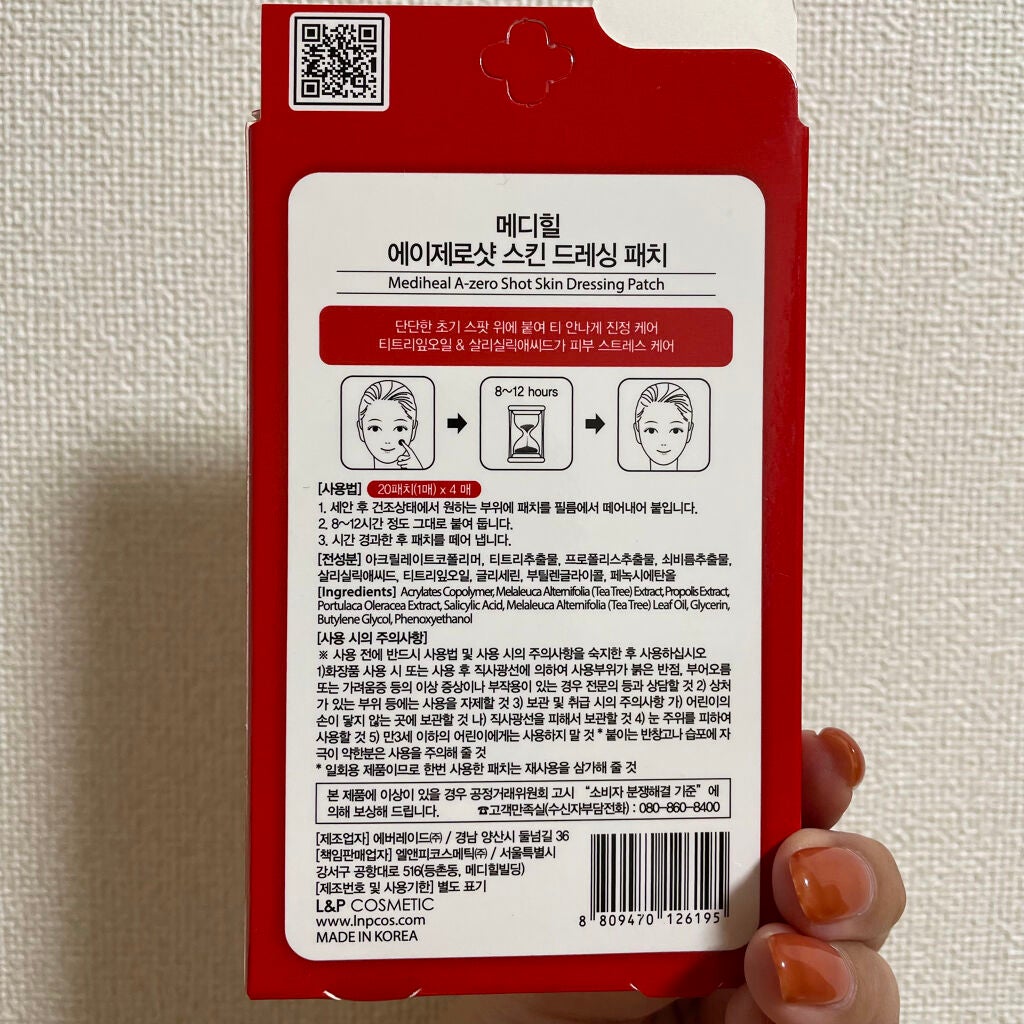 메디힐
에이제로샷 스킨 드레싱 패치
Mediheal A-zero Shot Skin Dressing Patch
단단한 초기 스팟 위에 붙여 티 안나게 진정 케어
티트리잎오일 & 살리실릭애씨드가 피부 스트레스 케어
8~12 hours
[사용법] 20패치(1매) x 4 매
1. 세안 후 건조상태에서 원하는 부위에 패치를 필름에서 떼어내어 붙입니다.
2. 8~12시간 정도 그대로 붙여 둡니다.
3. 시간 경과한 후 패치를 떼어 냅니다.
[전성분] 아크릴레이트코폴리머, 티트리추출물, 프로폴리스추출물, 쇠비름추출물,
살리실릭애씨드, 티트리잎오일, 글리세린, 부틸렌글라이콜, 페녹시에탄올
[Ingredients] Acrylates Copolymer, Melaleuca Alternifolia (Tea Tree) Extract, Propolis Extract,
Portulaca Oleracea Extract, Salicylic Acid, Melaleuca Alternifolia (Tea Tree) Leaf Oil, Glycerin,
Butylene Glycol, Phenoxyethanol
[사용 시의 주의사항]
※ 사용 전에 반드시 사용법 및 사용 시의 주의사항을 숙지한 후 사용하십시오
1)화장품 사용 시 또는 사용 후 직사광선에 의하여 사용부위가 붉은 반점, 부어오름
또는 가려움증 등의 이상 증상이나 부작용이 있는 경우 전문의 등과 상담할 것 2) 상처
가 있는 부위 등에는 사용을 자제할 것 3) 보관 및 취급 시의 주의사항 가) 어린이의
손이 닿지 않는 곳에 보관할 것 나) 직사광선을 피해서 보관할 것 4) 눈 주위를 피하여
사용할 것 5) 만3세 이하의 어린이에게는 사용하지 말 것 * 붙이는 반창고나 습포에 자
극이 약한분은 사용을 주의해 줄 것
* 일회용 제품이므로 한번 사용한 패치는 재사용을 삼가해 줄 것
본 제품에 이상이 있을 경우 공정거래위원회 고시 “소비자 분쟁해결 기준” 에
의해 보상해 드립니다. ☎고객만족실(수신자부담전화) : 080-860-8400
[제조업자] 에버레이드㈜ / 경남 양산시 둘넘길 36
[책임판매업자] 엘앤피코스메틱㈜ / 서울특별시
강서구 공항대로 516(등촌동, 메디힐빌딩)
[제조번호 및 사용기한] 별도 표기
L&P COSMETIC
www.lnpcos.com
MADE IN KOREA
8 809470 126195